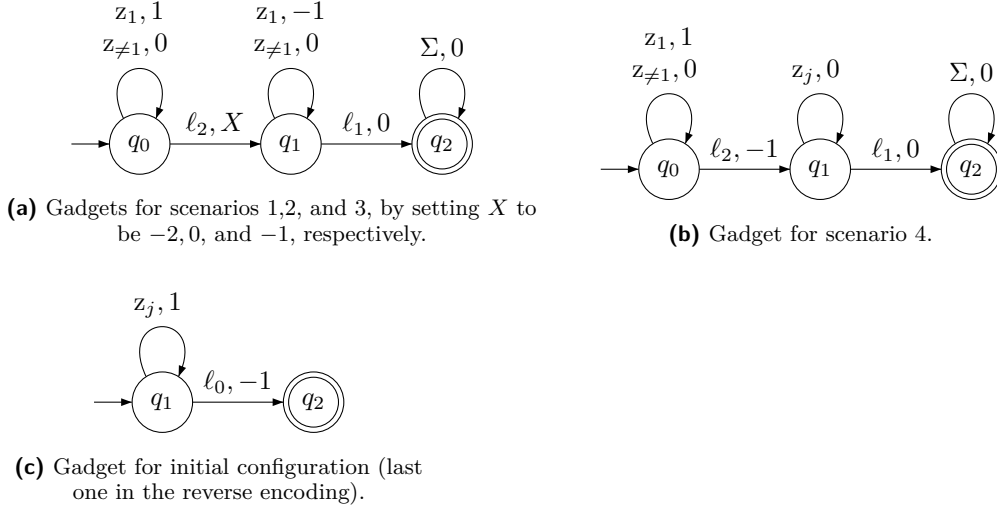 z₁, 1
z≠₁, 0
z₁, −1
z≠₁, 0
Σ, 0
q₀
ℓ₂, X
q₁
ℓ₁, 0
q₂
(a) Gadgets for scenarios 1,2, and 3, by setting X to
be −2, 0, and −1, respectively.
z₁, 1
z≠₁, 0
zⱼ, 0
Σ, 0
q₀
ℓ₂, −1
q₁
ℓ₁, 0
q₂
(b) Gadget for scenario 4.
zⱼ, 1
q₁
ℓ₀, −1
q₂
(c) Gadget for initial configuration (last
one in the reverse encoding).